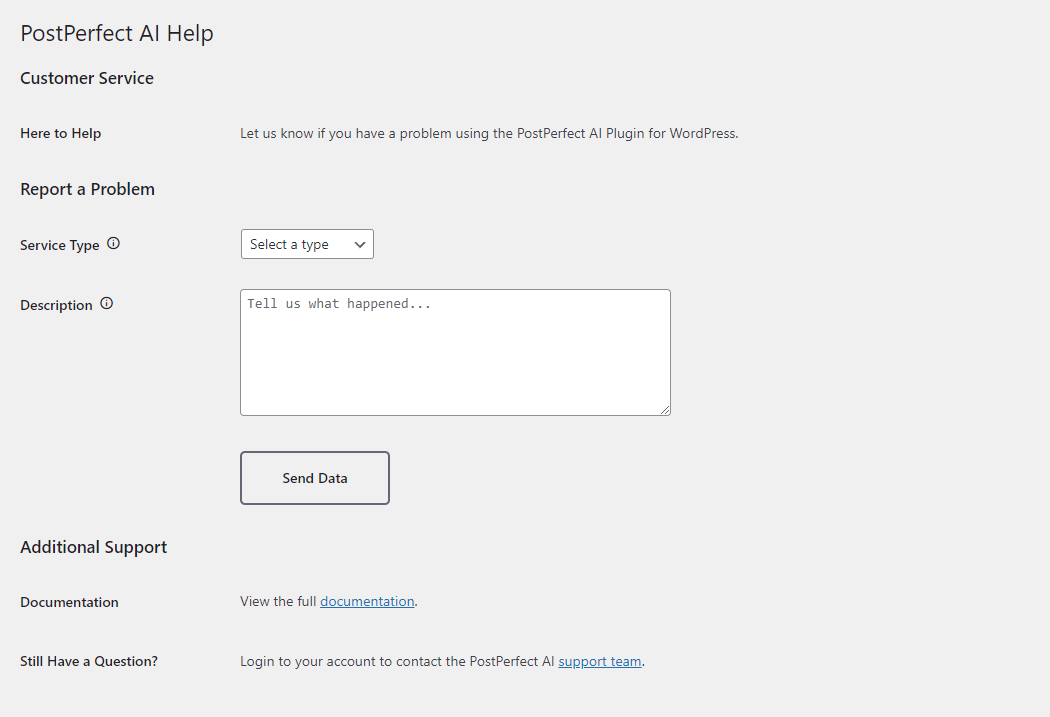 PostPerfect AI Help
Customer Service
Here to Help
Let us know if you have a problem using the PostPerfect AI Plugin for WordPress.
Report a Problem
Service Type
Select a type
Description
Tell us what happened...
Send Data
Additional Support
Documentation
View the full documentation.
Still Have a Question?
Login to your account to contact the PostPerfect AI support team.